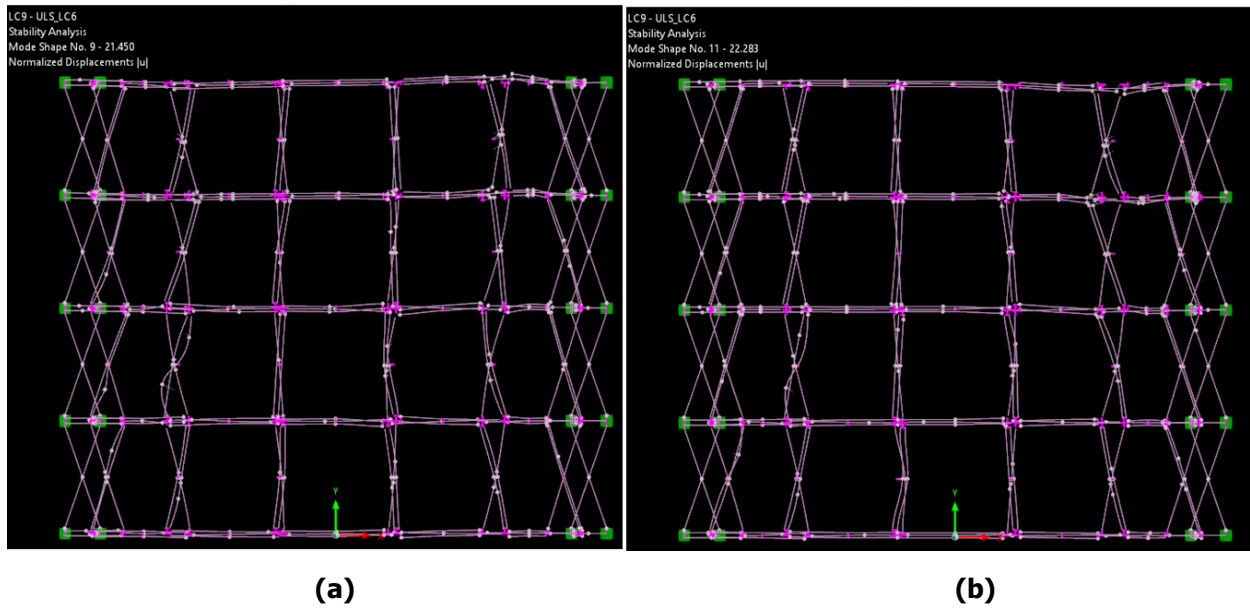 LC9 - ULS_LC6
Stability Analysis
Mode Shape No. 9 - 21.450
Normalized Displacements |u|
Y
LC9 - ULS_LC6
Stability Analysis
Mode Shape No. 11 - 22.283
Normalized Displacements |u|
Y
(a)
(b)